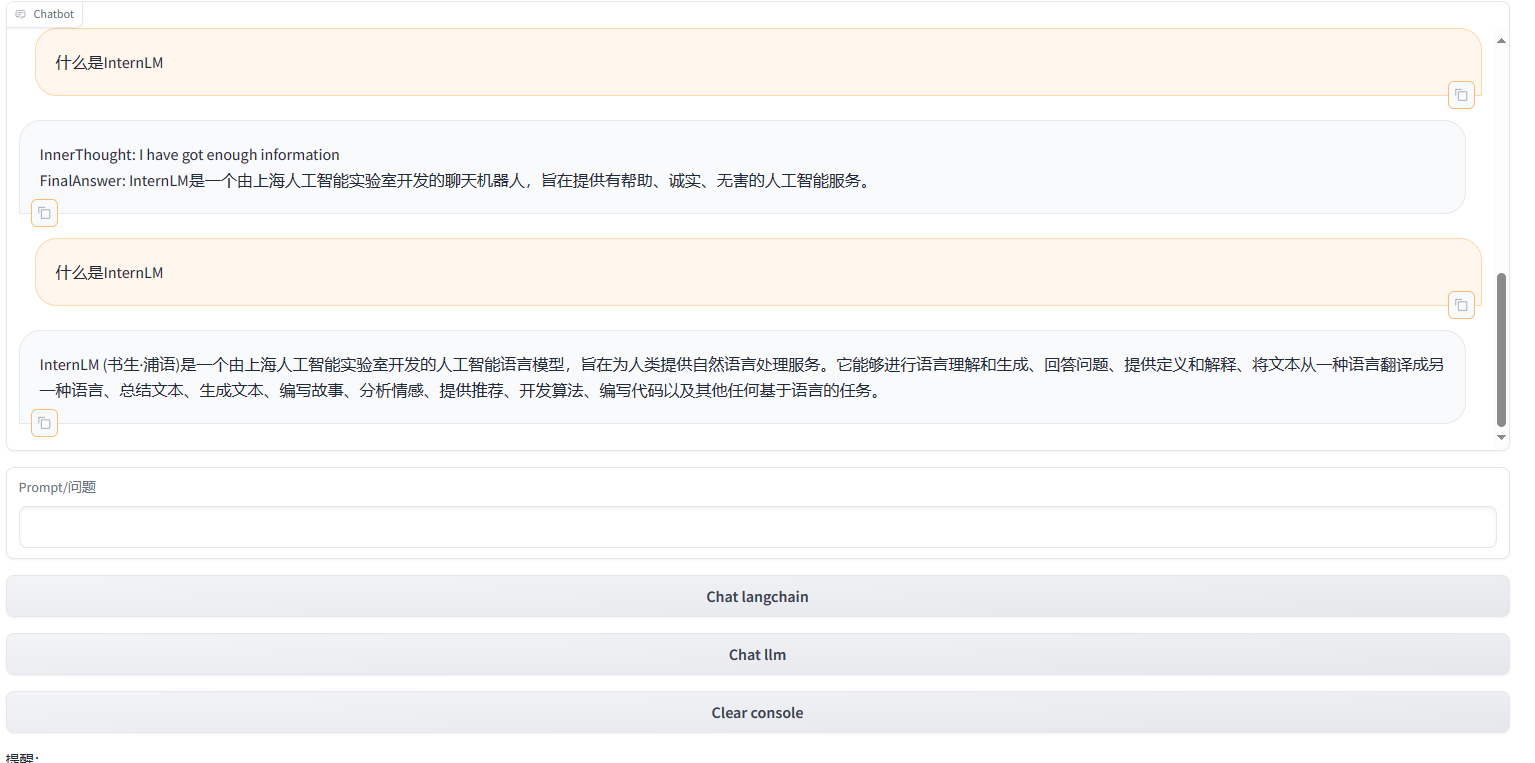 Chatbot
什么是InternLM
InnerThought: I have got enough information
FinalAnswer: InternLM是一个由上海人工智能实验室开发的聊天机器人，旨在提供有帮助、诚实、无害的人工智能服务。
什么是InternLM
InternLM (书生·浦语)是一个由上海人工智能实验室开发的人工智能语言模型，旨在为人类提供自然语言处理服务。它能够进行语言理解和生成、回答问题、提供定义和解释、将文本从一种语言翻译成另
一种语言、总结文本、生成文本、编写故事、分析情感、提供推荐、开发算法、编写代码以及其他任何基于语言的任务。
Prompt/问题
Chat langchain
Chat llm
Clear console
提醒：